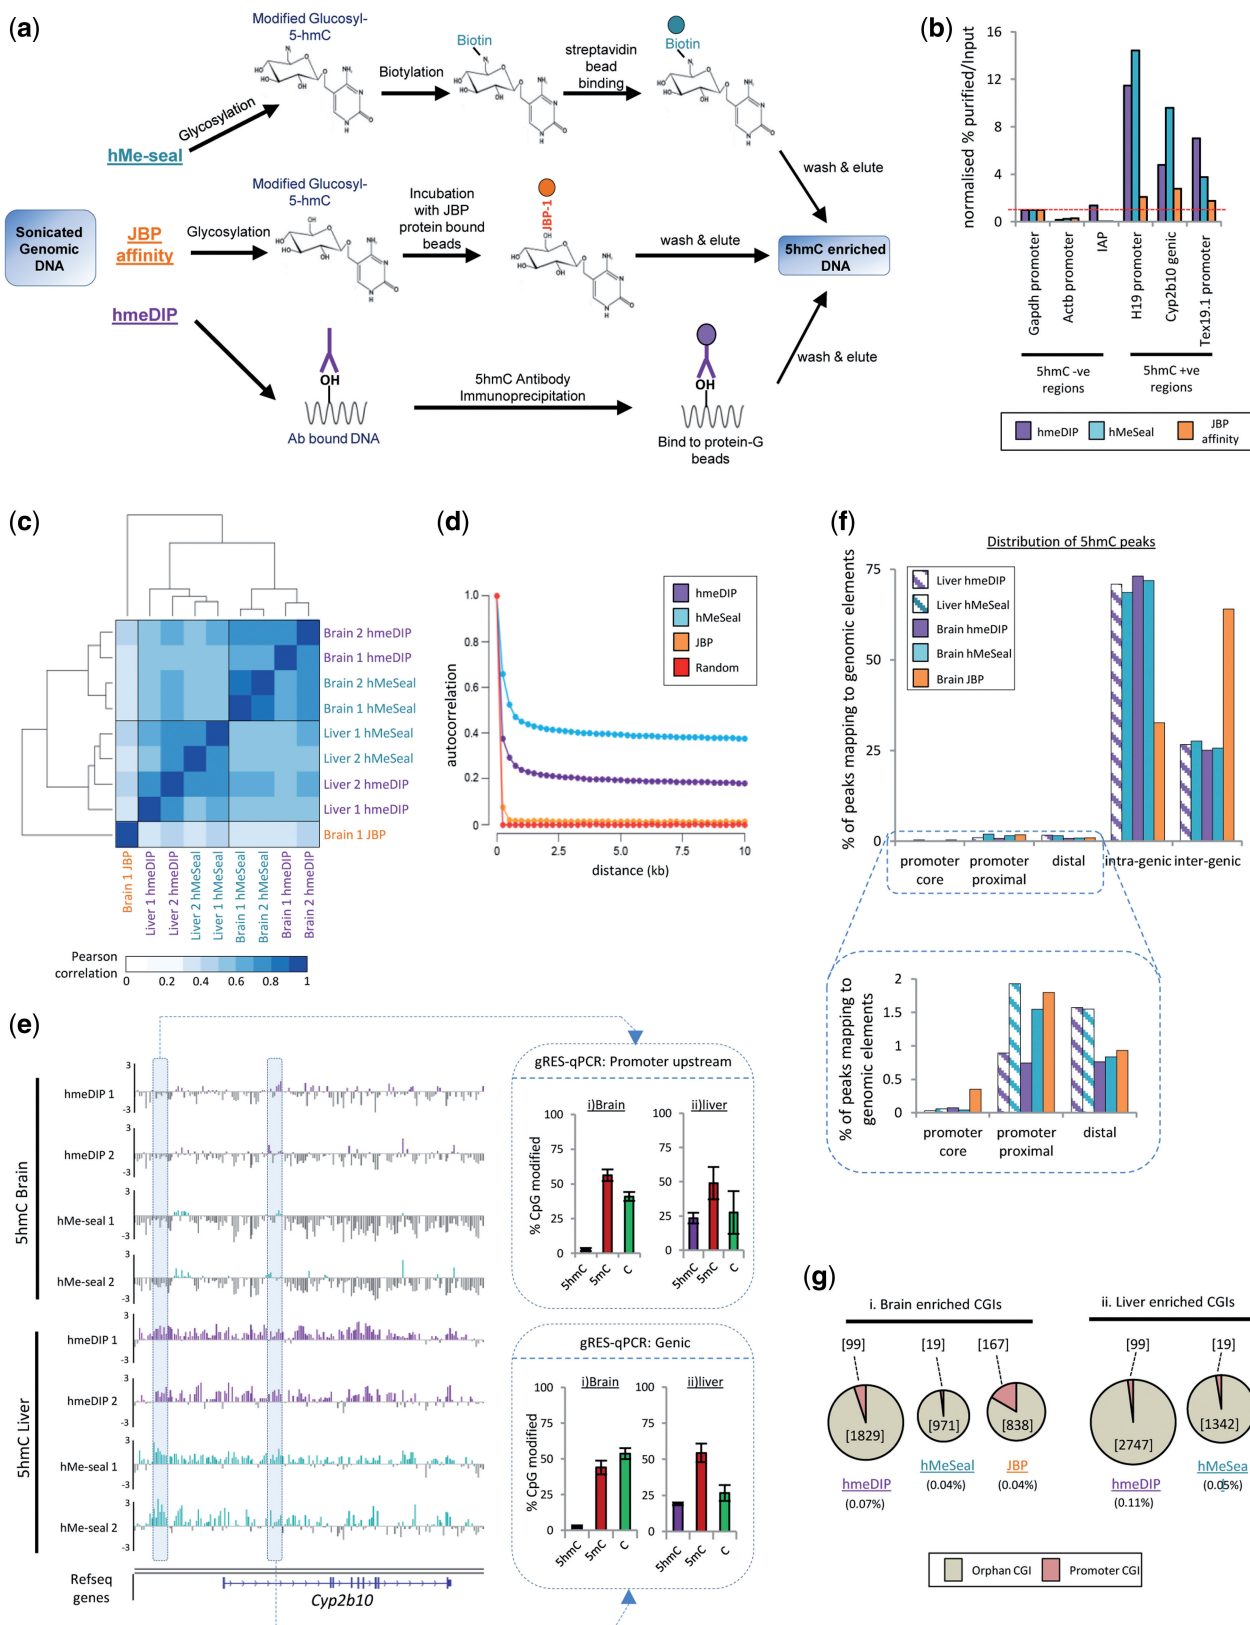 (a)
Modified Glucosyl-
5-hmC
Glycosylation
hMe-seal
Biotylation
Biotin
streptavidin
bead
binding
Biotin
wash & elute
Sonicated
Genomic
DNA
JBP
affinity
Glycosylation
Modified Glucosyl-
5-hmC
Incubation
with JBP
protein bound
beads
JBP-1
wash & elute
5hmC enriched
DNA
hmeDIP
OH
Ab bound DNA
5hmC Antibody
Immunoprecipitation
OH
Bind to protein-G
beads
wash & elute
(b)
normalised % purified/Input
16
12
8
4
0
Gapdh promoter
Actb promoter
IAP
H19 promoter
Cyp2b10 genic
Tex19.1 promoter
5hmC -ve
regions
5hmC +ve
regions
hmeDIP
hMeSeal
JBP
affinity
(c)
Brain 2 hmeDIP
Brain 1 hmeDIP
Brain 2 hMeSeal
Brain 1 hMeSeal
Liver 1 hMeSeal
Liver 2 hMeSeal
Liver 2 hmeDIP
Liver 1 hmeDIP
Brain 1 JBP
Brain 1 JBP
Liver 1 hmeDIP
Liver 2 hmeDIP
Liver 2 hMeSeal
Liver 1 hMeSeal
Brain 1 hMeSeal
Brain 2 hMeSeal
Brain 1 hmeDIP
Brain 2 hmeDIP
Pearson
correlation
0 0.2 0.4 0.6 0.8 1
(d)
hmeDIP
hMeSeal
JBP
Random
autocorrelation
1.0
0.8
0.6
0.4
0.2
0
0 2.5 5.0 7.5 10
distance (kb)
(f)
Distribution of 5hmC peaks
% of peaks mapping to genomic elements
75
50
25
0
Liver hmeDIP
Liver hMeSeal
Brain hmeDIP
Brain hMeSeal
Brain JBP
promoter
core
promoter
proximal
distal
intra-genic
inter-genic
% of peaks mapping to
genomic elements
2
1.5
1
0.5
0
promoter
core
promoter
proximal
distal
(e)
5hmC Brain
hmeDIP 1
3
-3
hmeDIP 2
3
-3
hMe-seal 1
3
-3
hMe-seal 2
3
-3
5hmC Liver
hmeDIP 1
3
-3
hmeDIP 2
3
-3
hMe-seal 1
3
-3
hMe-seal 2
3
-3
Refseq
genes
Cyp2b10
gRES-qPCR: Promoter upstream
i)Brain
ii)liver
% CpG modified
100
75
50
25
0
5hmC
5mC
C
100
75
50
25
0
5hmC
5mC
C
gRES-qPCR: Genic
i)Brain
ii)liver
% CpG modified
100
75
50
25
0
5hmC
5mC
C
100
75
50
25
0
5hmC
5mC
C
(g)
i. Brain enriched CGIs
[99]
[19]
[167]
[1829]
[971]
[838]
hmeDIP
(0.07%)
hMeSeal
(0.04%)
JBP
(0.04%)
ii. Liver enriched CGIs
[99]
[19]
[2747]
[1342]
hmeDIP
(0.11%)
hMeSea
l
(0.05%)
Orphan CGI
Promoter CGI